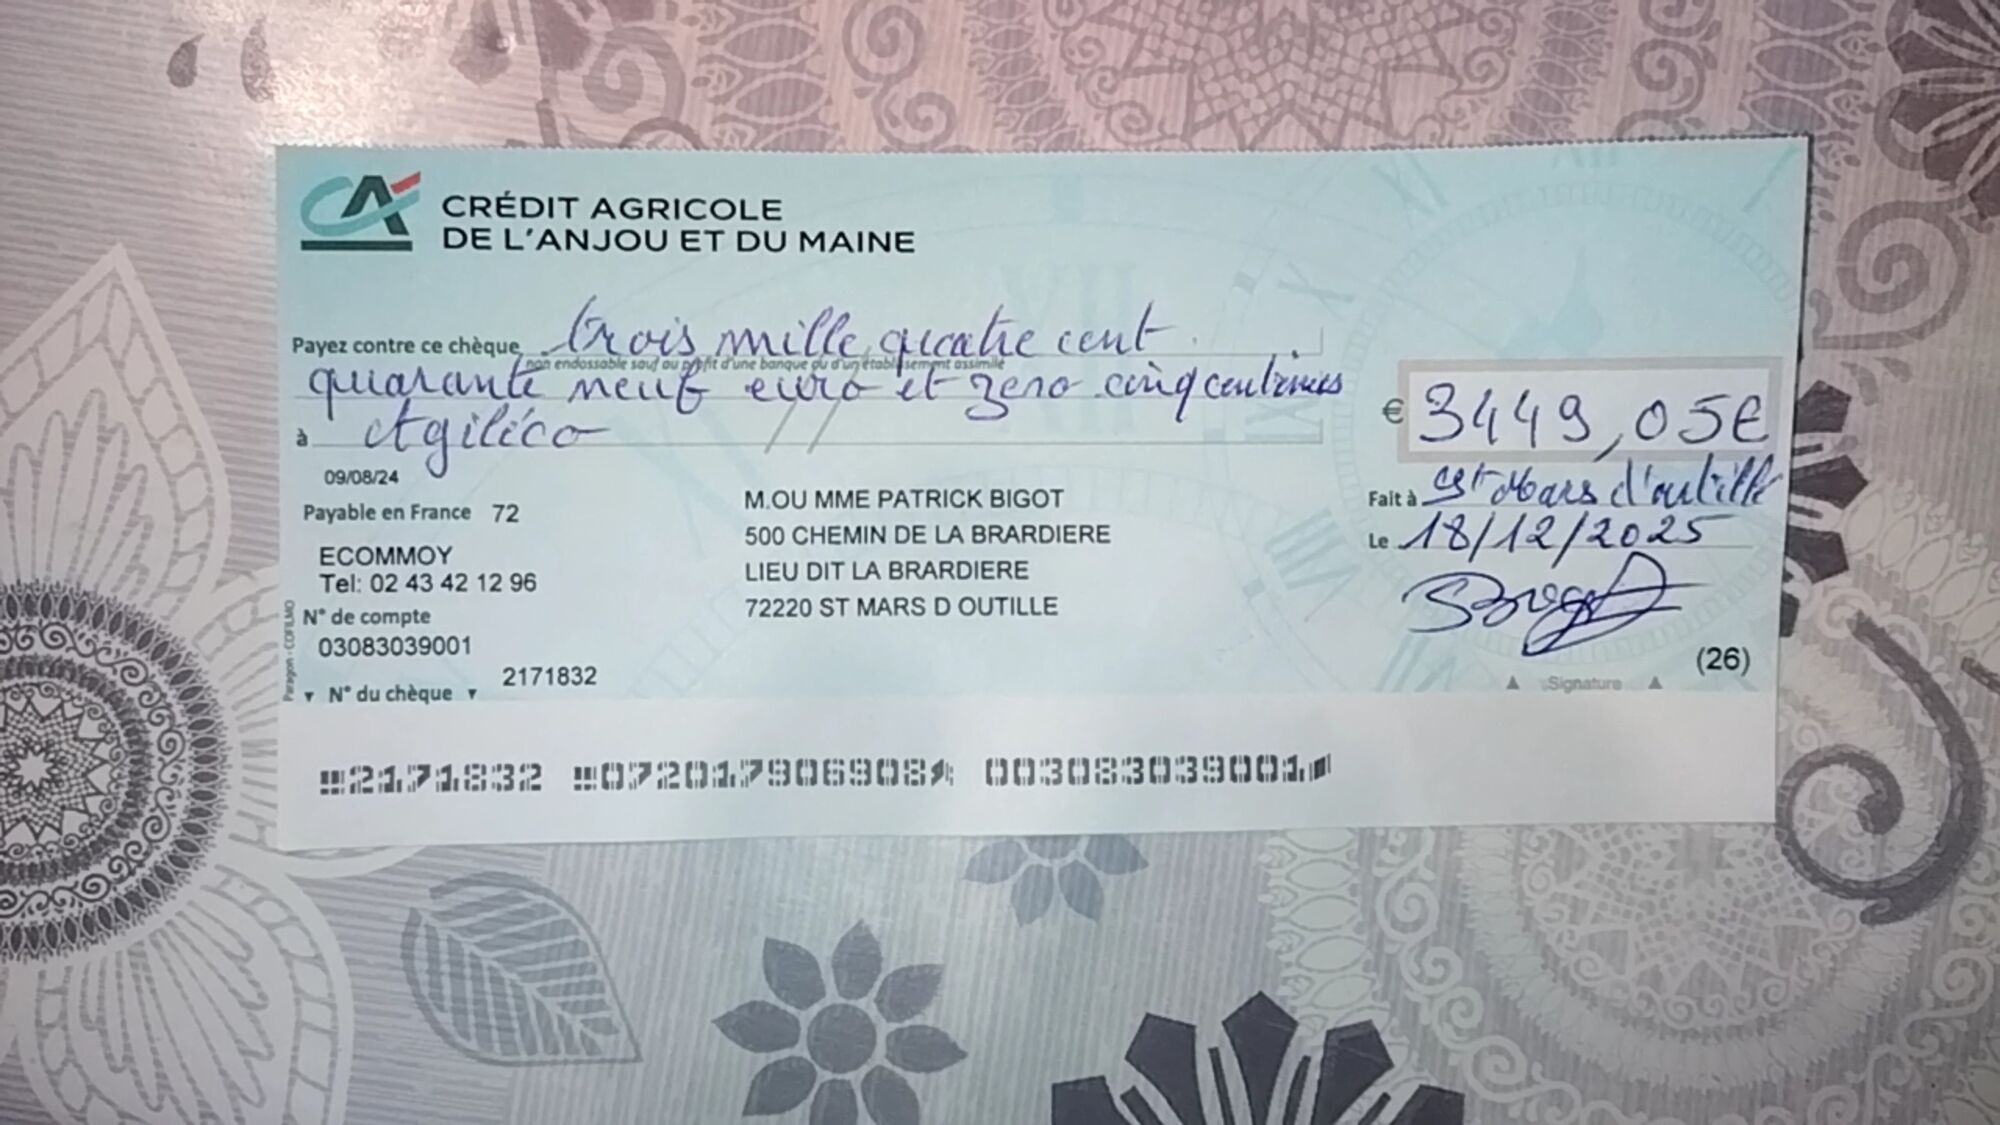 CA CRÉDIT AGRICOLE
DE L'ANJOU ET DU MAINE
Payez contre ce chèque trois mille quatre cent
non endossable sauf au profit d'une banque ou d'un établissement assimilé
quarante neuf euro et zero cinq centimes
à Agiléco
€ 3449,05€
09/08/24
Payable en France 72
ECOMMOY
Tel: 02 43 42 12 96
N° de compte
03083039001
N° du chèque
2171832
M.OU MME PATRICK BIGOT
500 CHEMIN DE LA BRARDIERE
LIEU DIT LA BRARDIERE
72220 ST MARS D OUTILLE
Fait à St Mars d'outillé
Le 18/12/2025
(26)
Signature
Paragon - COFILMO
2171832 072017906908 003083039001